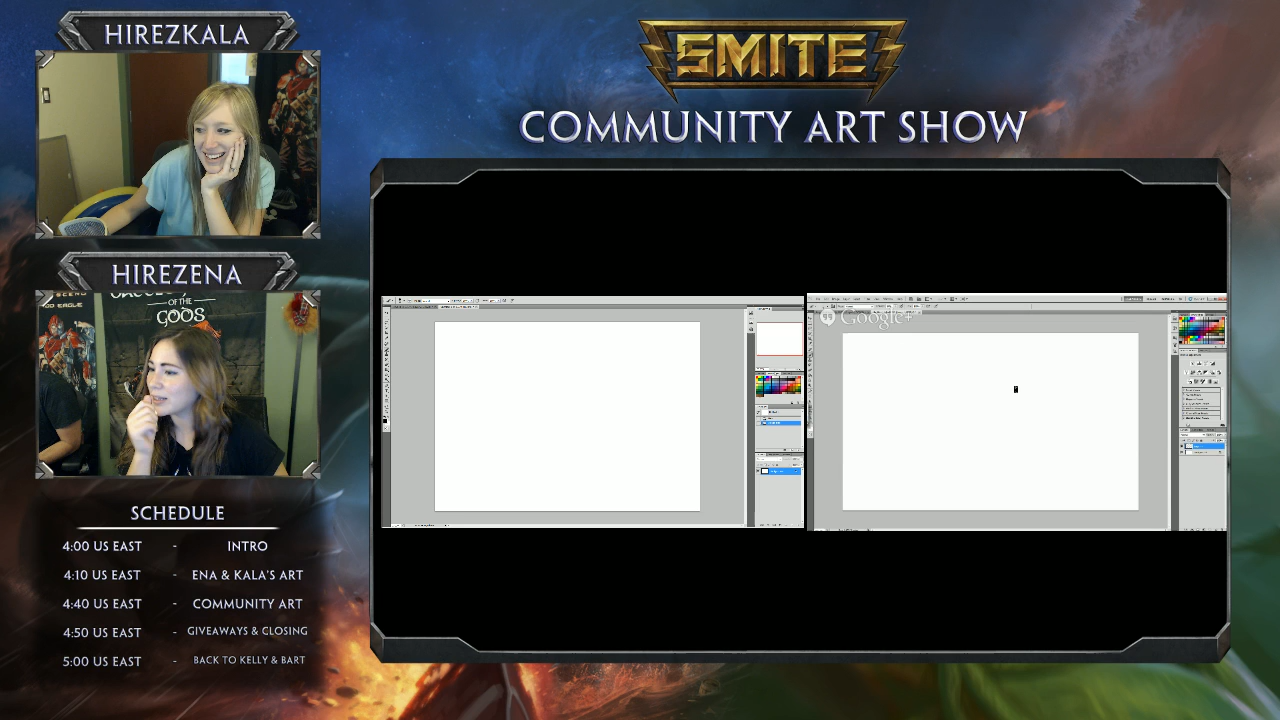 HIREZKALA
SMITE
COMMUNITY ART SHOW
HIREZENA
OF THE
GODS
Google+
SCHEDULE
4:00 US EAST - INTRO
4:10 US EAST - ENA & KALA'S ART
4:40 US EAST - COMMUNITY ART
4:50 US EAST - GIVEAWAYS & CLOSING
5:00 US EAST - BACK TO KELLY & BART